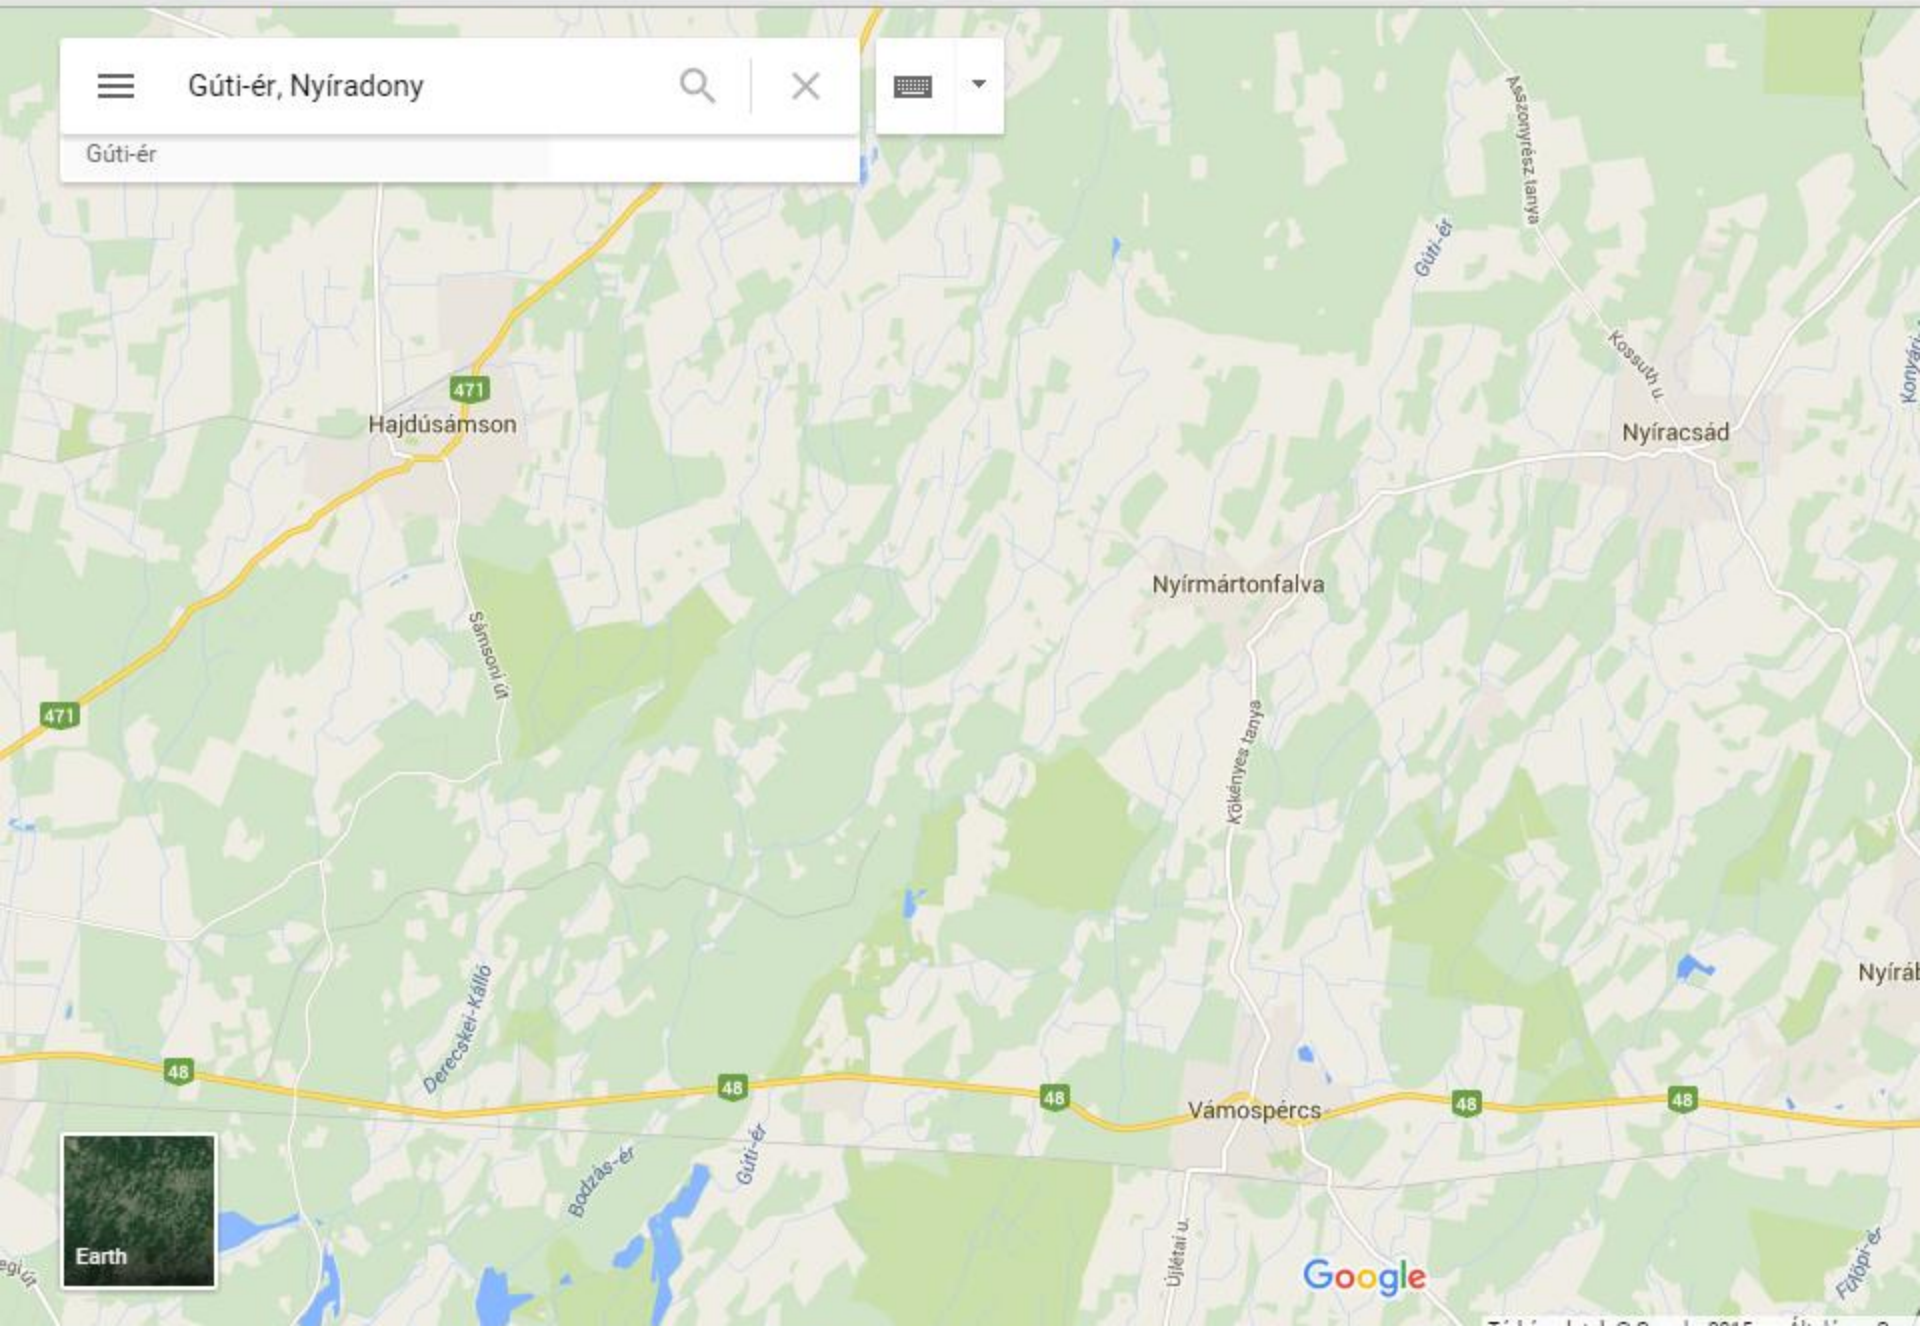 Gúti-ér, Nyíradony
Gúti-ér
Asszonyrész tanya
Gúti-ér
Kossuth u.
471
Hajdúsámson
Nyíracsád
Nyírmártonfalva
Sámsoni út
471
Kökényes tanya
Derecskei-Kálló
48
48
48
48
48
Vámospércs
Bodzás-ér
Gúti-ér
Újlétai u.
Earth
Google